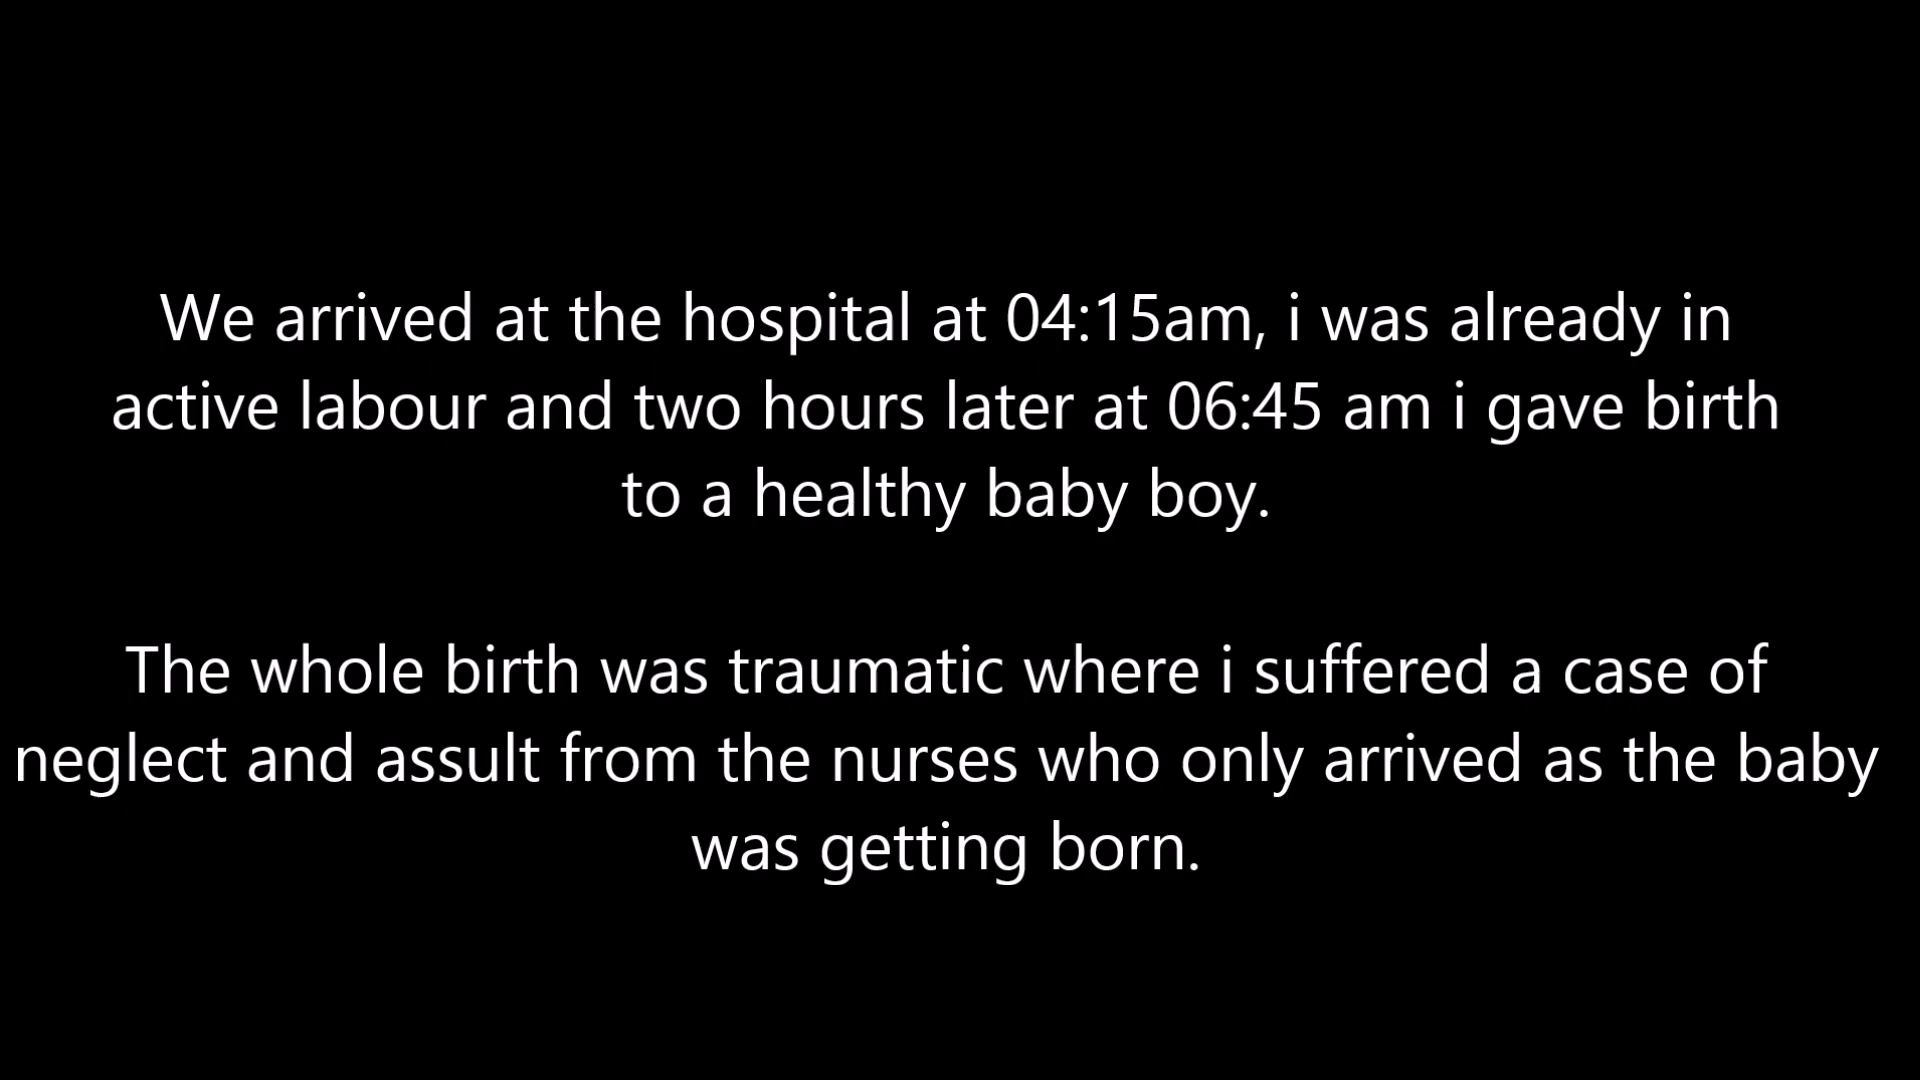 We arrived at the hospital at 04:15am, i was already in
active labour and two hours later at 06:45 am i gave birth
to a healthy baby boy.
The whole birth was traumatic where i suffered a case of
neglect and assult from the nurses who only arrived as the baby
was getting born.